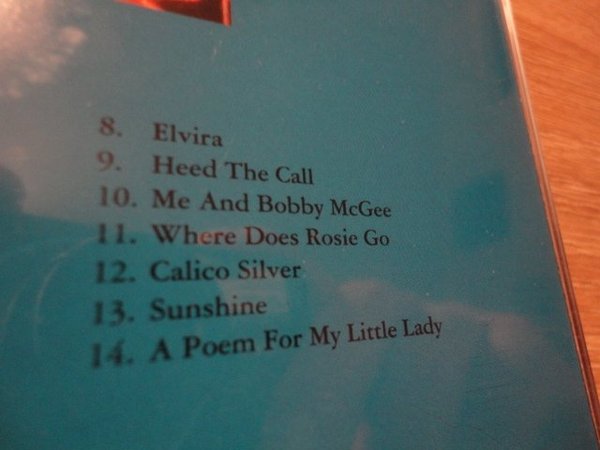 8. Elvira
9. Heed The Call
10. Me And Bobby McGee
11. Where Does Rosie Go
12. Calico Silver
13. Sunshine
14. A Poem For My Little Lady